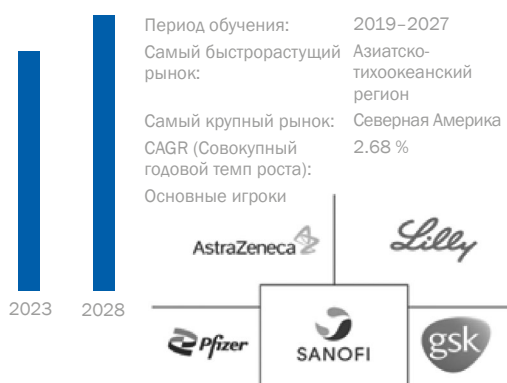 Период обучения: 2019–2027
Самый быстрорастущий Азиатско-
рынок: тихоокеанский
регион
Самый крупный рынок: Северная Америка
CAGR (Совокупный 2.68 %
годовой темп роста):
Основные игроки
AstraZeneca
Lilly
2023 2028
Pfizer
SANOFI
gsk